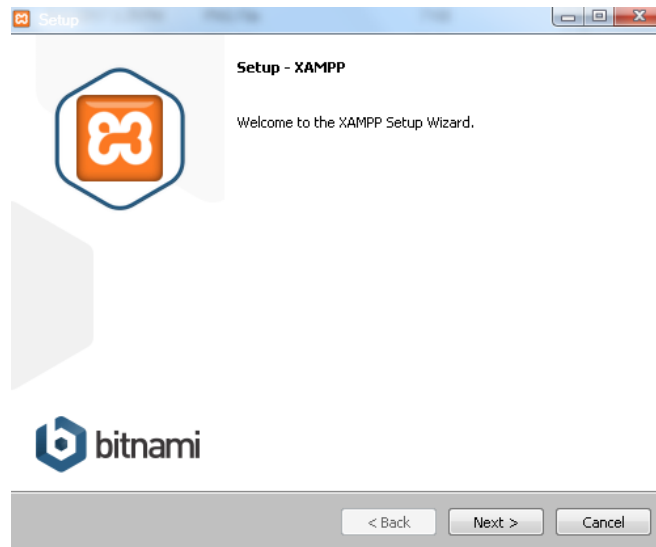 Setup
Setup - XAMPP
Welcome to the XAMPP Setup Wizard.
bitnami
< Back
Next >
Cancel